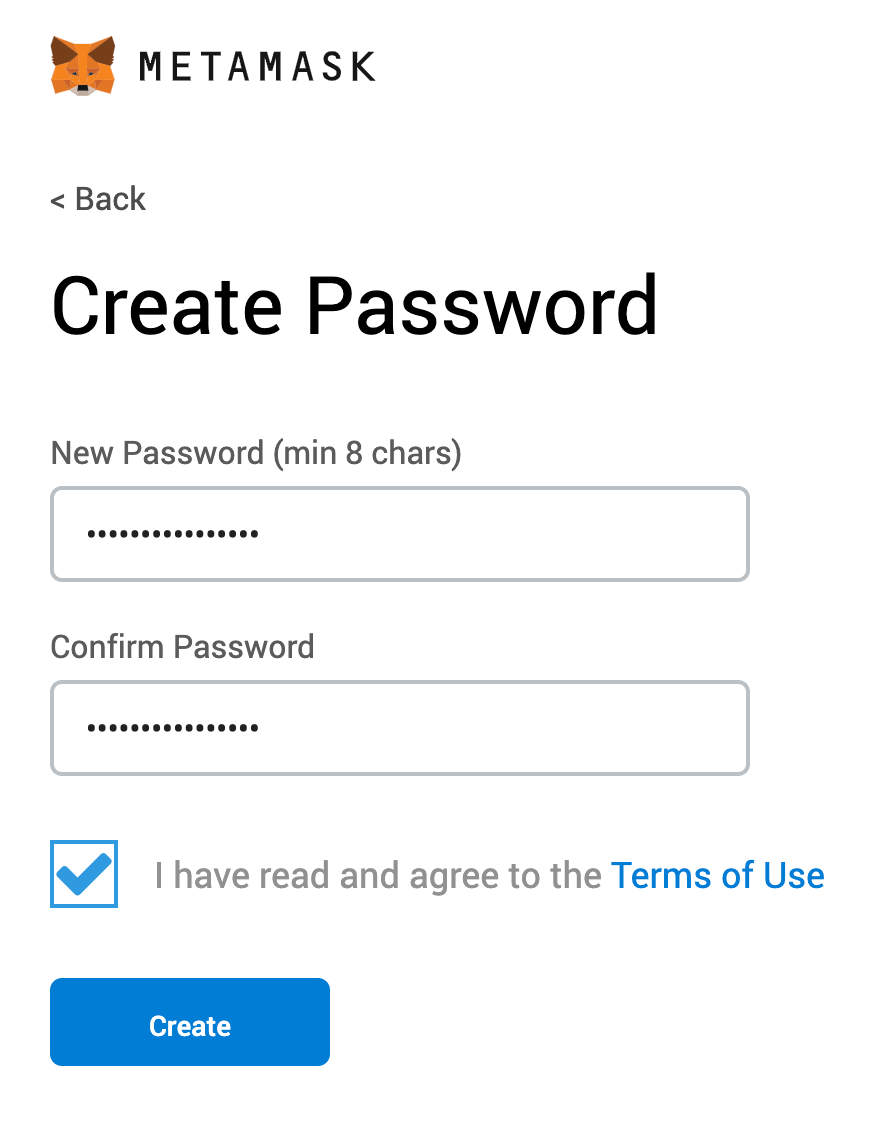 METAMASK
< Back
Create Password
New Password (min 8 chars)
••••••••••••••••
Confirm Password
••••••••••••••••
I have read and agree to the Terms of Use
Create